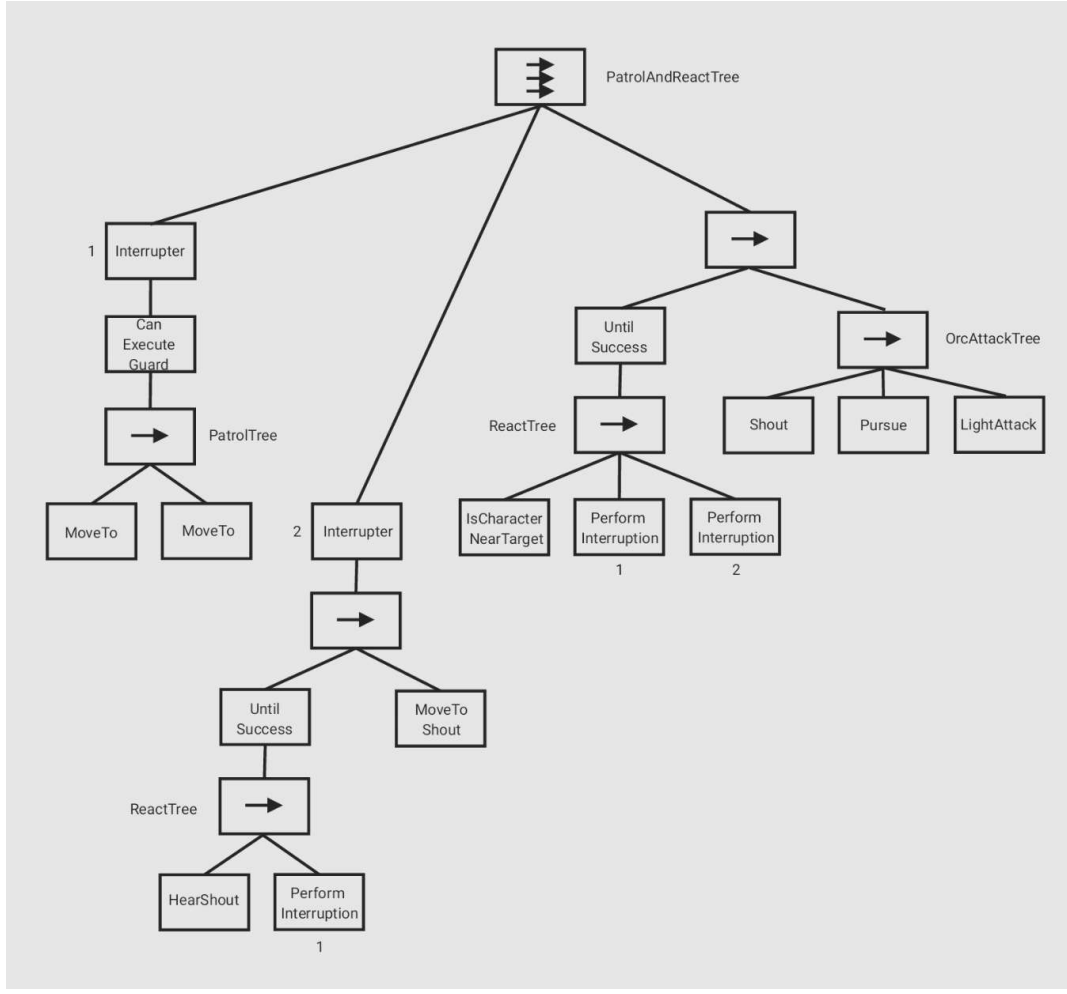 PatrolAndReactTree
1
Interrupter
Can
Execute
Guard
PatrolTree
MoveTo
MoveTo
2
Interrupter
Until
Success
MoveTo
Shout
ReactTree
HearShout
Perform
Interruption
1
Until
Success
ReactTree
IsCharacter
NearTarget
Perform
Interruption
1
Perform
Interruption
2
OrcAttackTree
Shout
Pursue
LightAttack